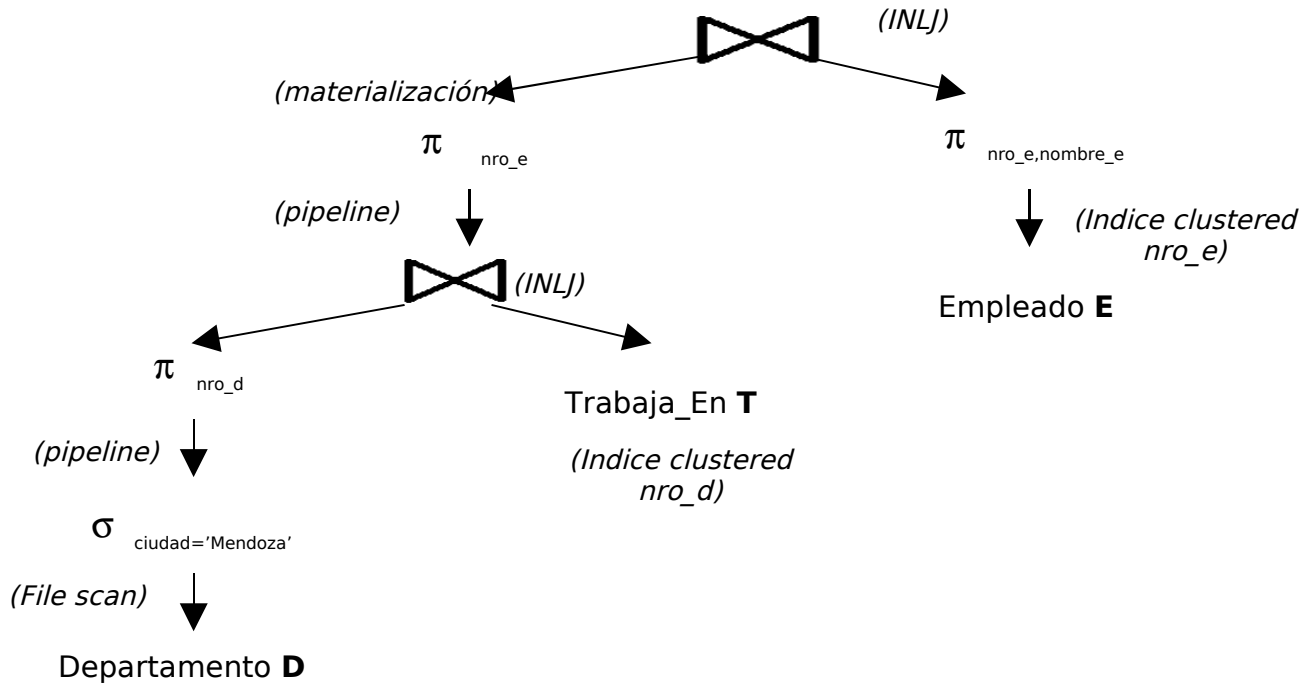 (INLJ)
(materialización)
π nro_e
π nro_e,nombre_e
(pipeline)
(Indice clustered
nro_e)
(INLJ)
Empleado E
π nro_d
Trabaja_En T
(pipeline)
(Indice clustered
nro_d)
σ ciudad=’Mendoza’
(File scan)
Departamento D